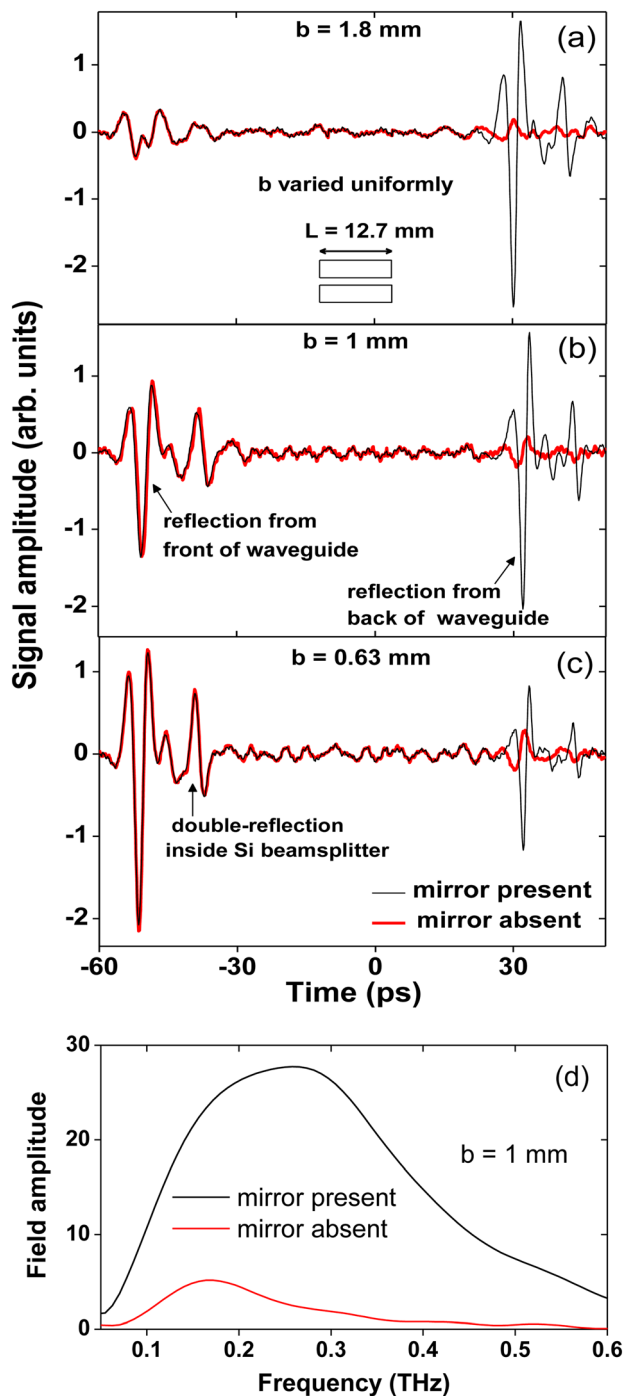 b = 1.8 mm
(a)
1
0
-1
-2
b varied uniformly
L = 12.7 mm
b = 1 mm
(b)
1
0
-1
-2
reflection from
front of waveguide
reflection from
back of waveguide
b = 0.63 mm
(c)
1
0
-1
-2
double-reflection
inside Si beamsplitter
mirror present
mirror absent
-60
-30
0
30
Time (ps)
Signal amplitude (arb. units)
30
20
10
0
(d)
b = 1 mm
mirror present
mirror absent
0.1
0.2
0.3
0.4
0.5
0.6
Frequency (THz)
Field amplitude